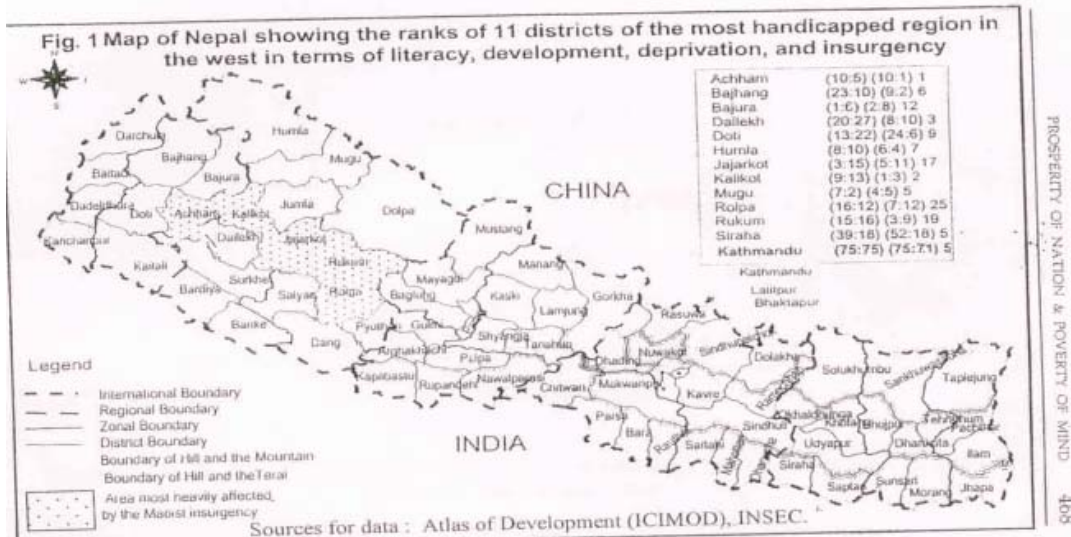 Fig. 1 Map of Nepal showing the ranks of 11 districts of the most handicapped region in
the west in terms of literacy, development, deprivation, and insurgency
N
W
S
Achham (10:5) (10:1) 1
Bajhang (23:10) (9:2) 6
Bajura (1:6) (2:8) 12
Dailekh (20:27) (8:10) 3
Doti (13:22) (24:6) 9
Humla (8:10) (6:4) 7
Jajarkot (3:15) (5:11) 17
Kalikot (9:13) (1:3) 2
Mugu (7:2) (4:5) 5
Rolpa (16:12) (7:12) 25
Rukum (15:16) (3:9) 19
Siraha (39:18) (52:18) 5
Kathmandu (75:75) (75:71) 5
Kathmandu
Lalitpur
Bhaktapur
CHINA
INDIA
Darchula
Humla
Bajhang
Mugu
Baitadi
Bajura
Dadeldhura
Doti
Achham
Kalikot
Jumla
Dolpa
Mustang
Kanchanpur
Dailekh
Jajarkot
Kailali
Rukum
Manang
Surkhet
Mayagdi
Bardiya
Salyan
Rolpa
Baglung
Kaski
Lamjung
Gorkha
Rasuwa
Banke
Dang
Pyuthan
Gulmi
Shyangja
Tanahun
Dhading
Nuwakot
Dolakha
Solukhumbu
Taplejung
Palpa
Kapilbastu
Rupandehi
Nawalparasi
Chitwan
Makwanpur
Kavre
Parsa
Bara
Sarlahi
Sindhuli
Bhojpur
Udyapur
Dhankuta
Ilam
Siraha
Saptari
Sunsari
Morang
Jhapa
Legend
International Boundary
Regional Boundary
Zonal Boundary
District Boundary
Boundary of Hill and the Mountain
Boundary of Hill and the Terai
Area most heavily affected
by the Maoist insurgency
Sources for data : Atlas of Development (ICIMOD), INSEC.
PROSPERITY OF NATION & POVERTY OF MIND 468